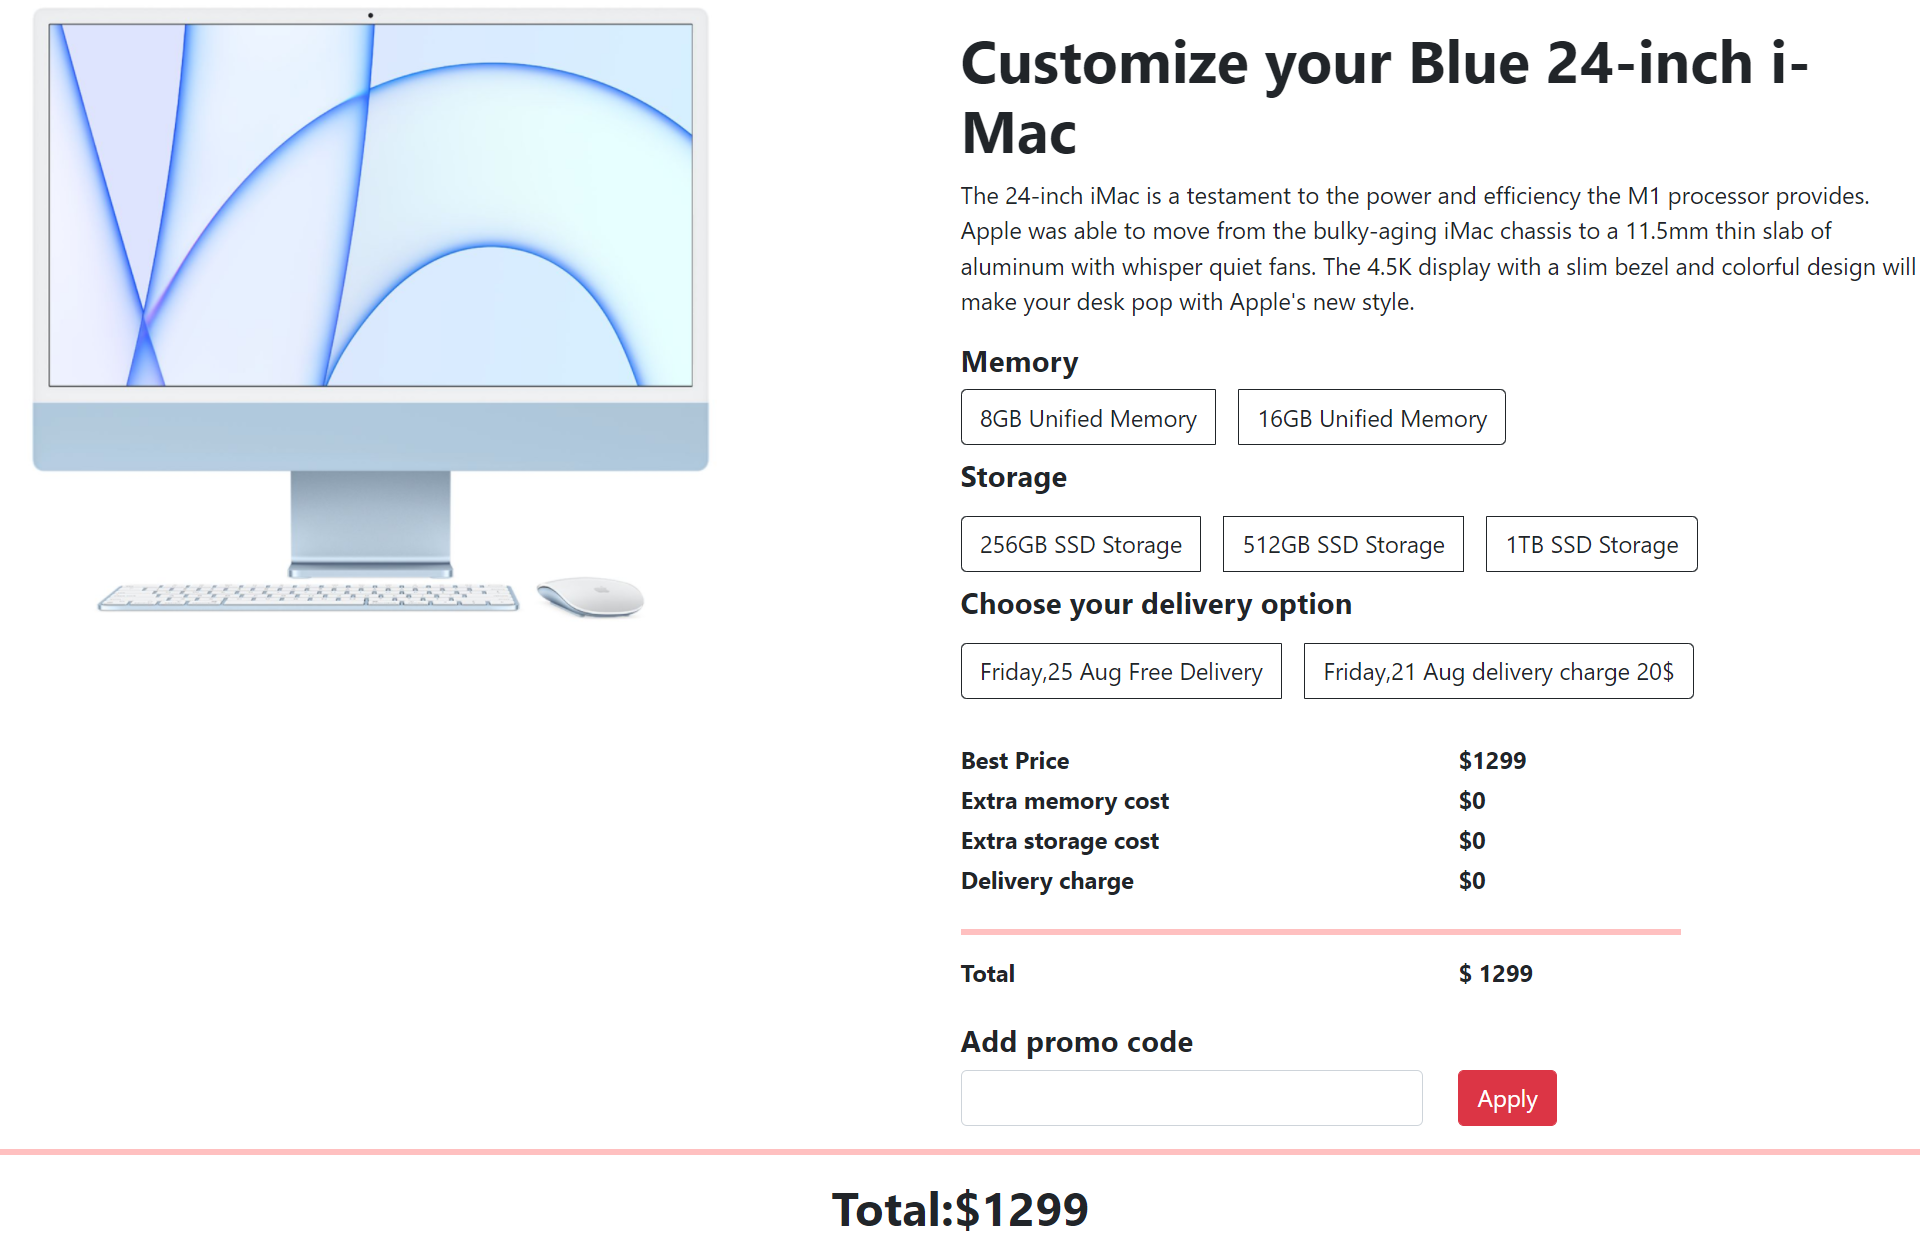 Customize your Blue 24-inch i-
Mac
The 24-inch iMac is a testament to the power and efficiency the M1 processor provides.
Apple was able to move from the bulky-aging iMac chassis to a 11.5mm thin slab of
aluminum with whisper quiet fans. The 4.5K display with a slim bezel and colorful design will
make your desk pop with Apple's new style.
Memory
8GB Unified Memory 16GB Unified Memory
Storage
256GB SSD Storage 512GB SSD Storage 1TB SSD Storage
Choose your delivery option
Friday,25 Aug Free Delivery Friday,21 Aug delivery charge 20$
Best Price $1299
Extra memory cost $0
Extra storage cost $0
Delivery charge $0
Total $ 1299
Add promo code
Apply
Total:$1299